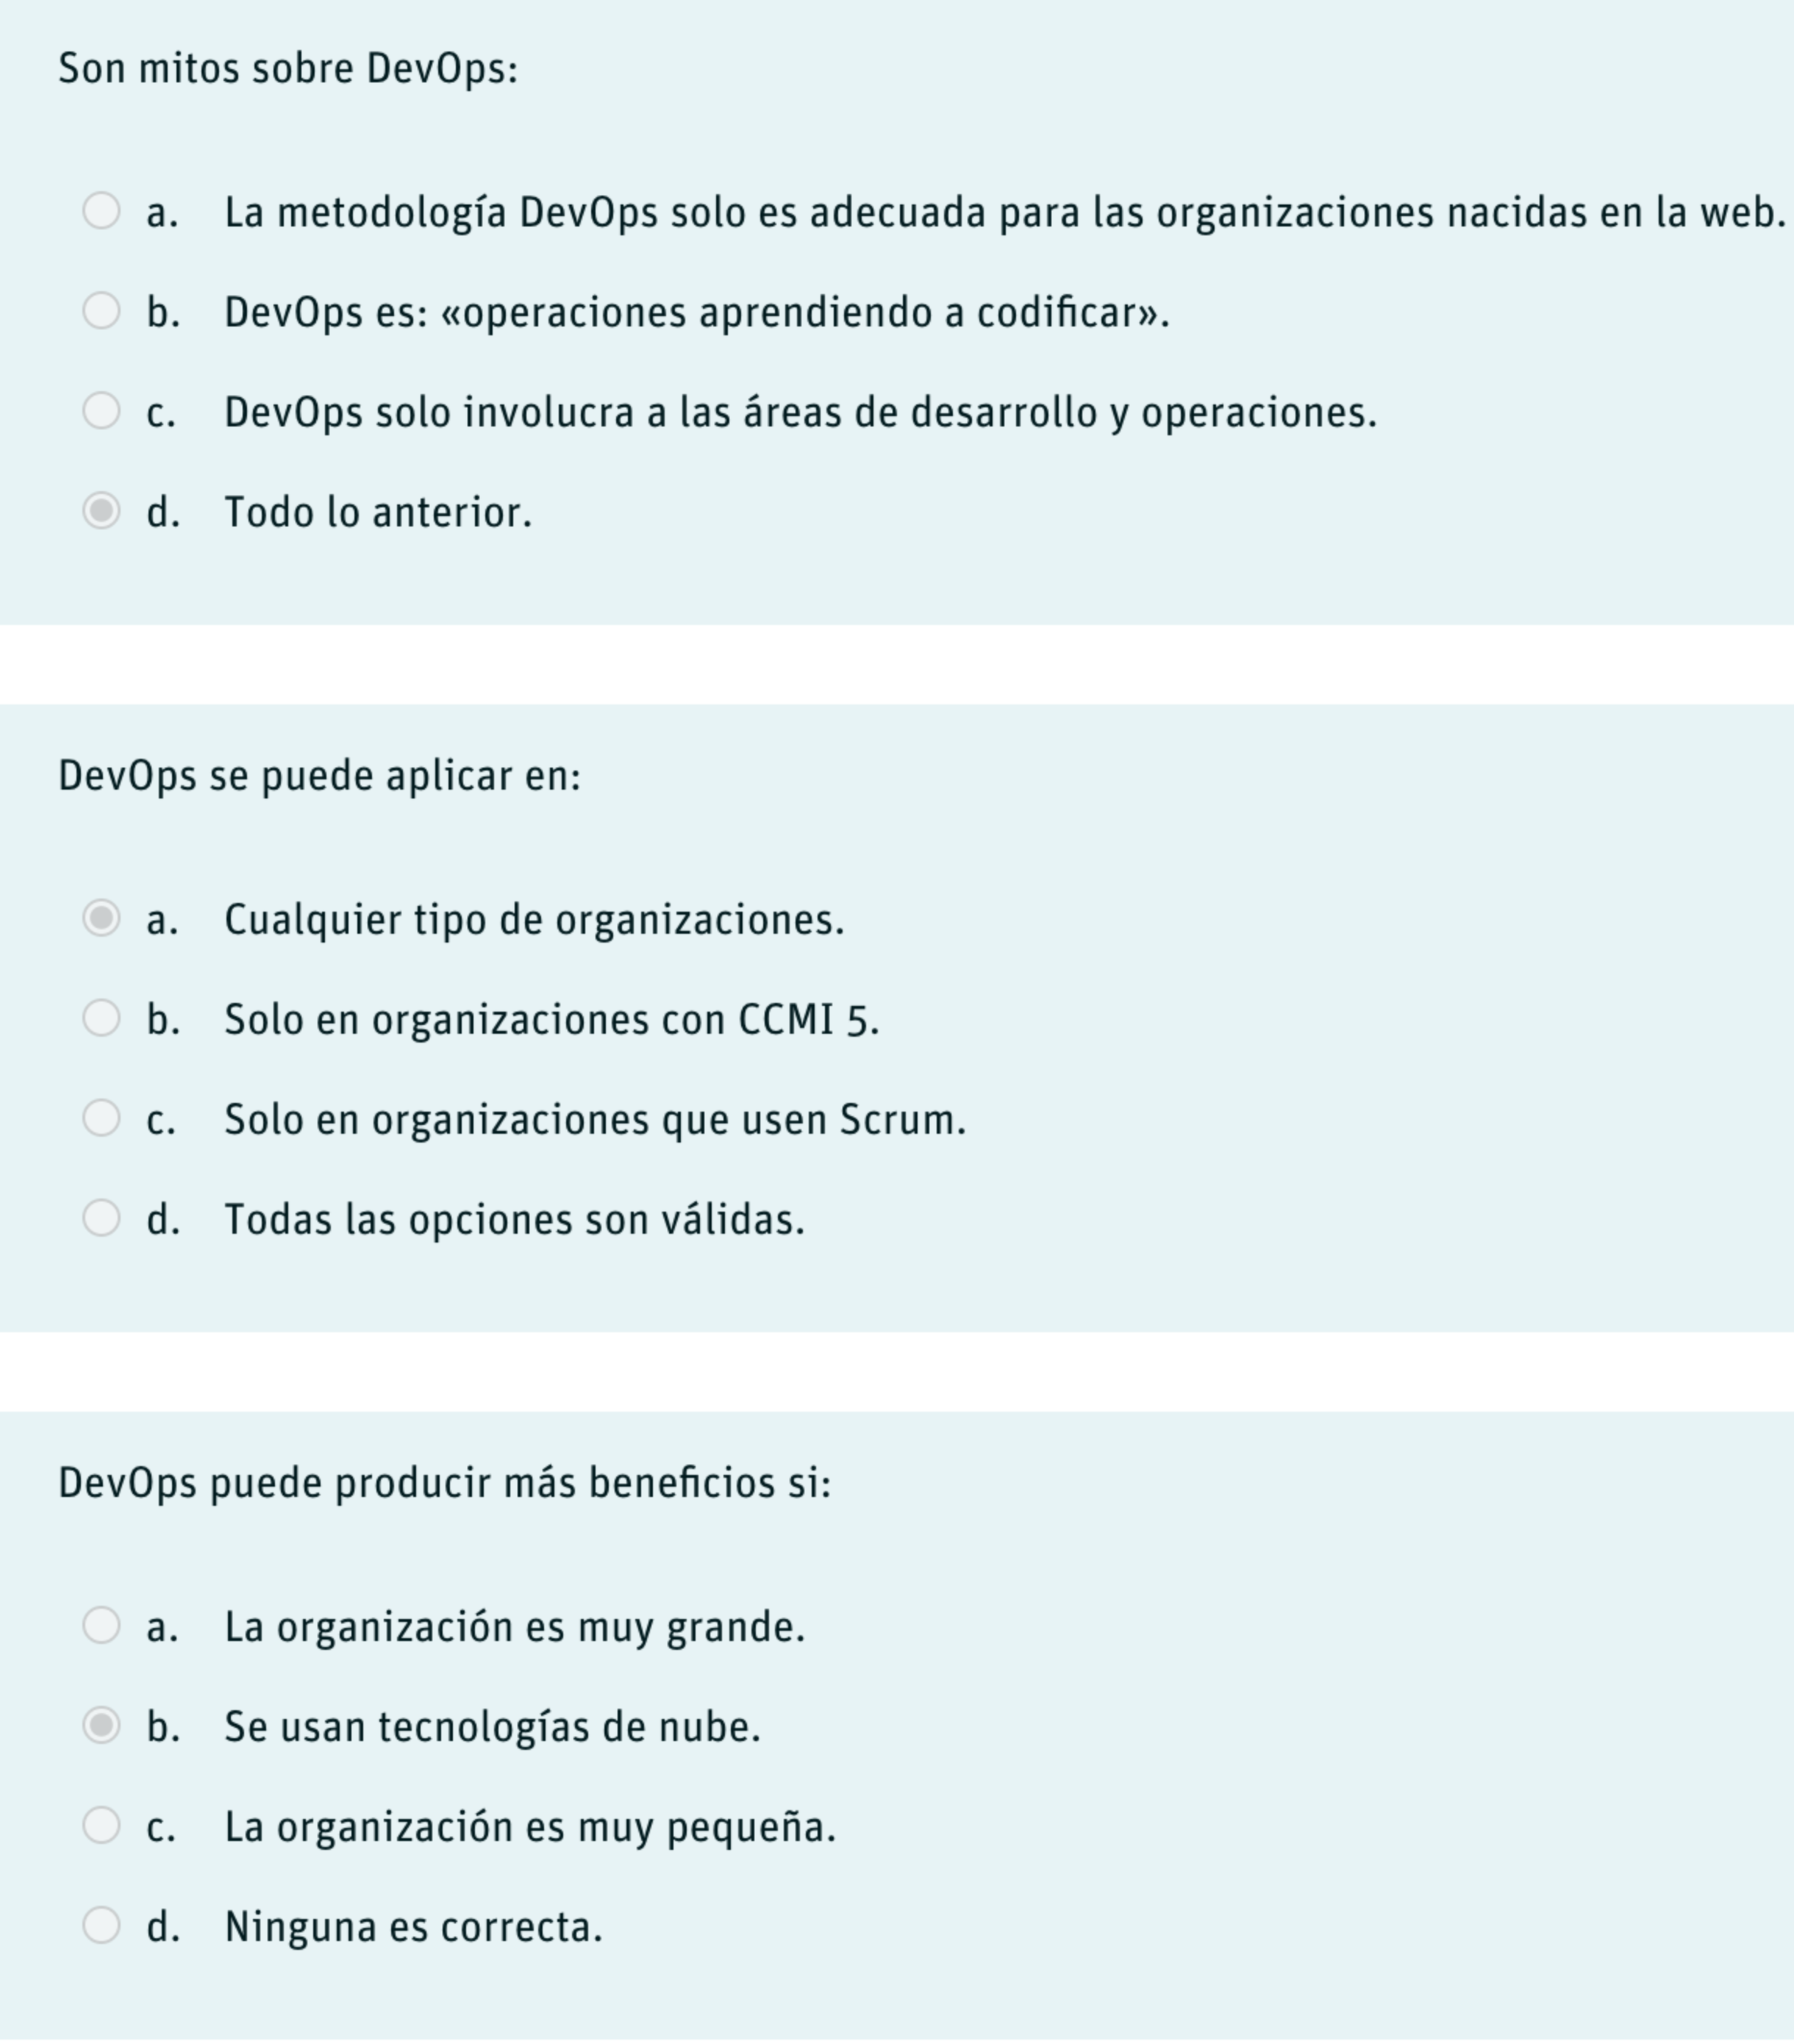 Son mitos sobre DevOps:
a. La metodología DevOps solo es adecuada para las organizaciones nacidas en la web.
b. DevOps es: «operaciones aprendiendo a codificar».
c. DevOps solo involucra a las áreas de desarrollo y operaciones.
d. Todo lo anterior.
DevOps se puede aplicar en:
a. Cualquier tipo de organizaciones.
b. Solo en organizaciones con CCMI 5.
c. Solo en organizaciones que usen Scrum.
d. Todas las opciones son válidas.
DevOps puede producir más beneficios si:
a. La organización es muy grande.
b. Se usan tecnologías de nube.
c. La organización es muy pequeña.
d. Ninguna es correcta.